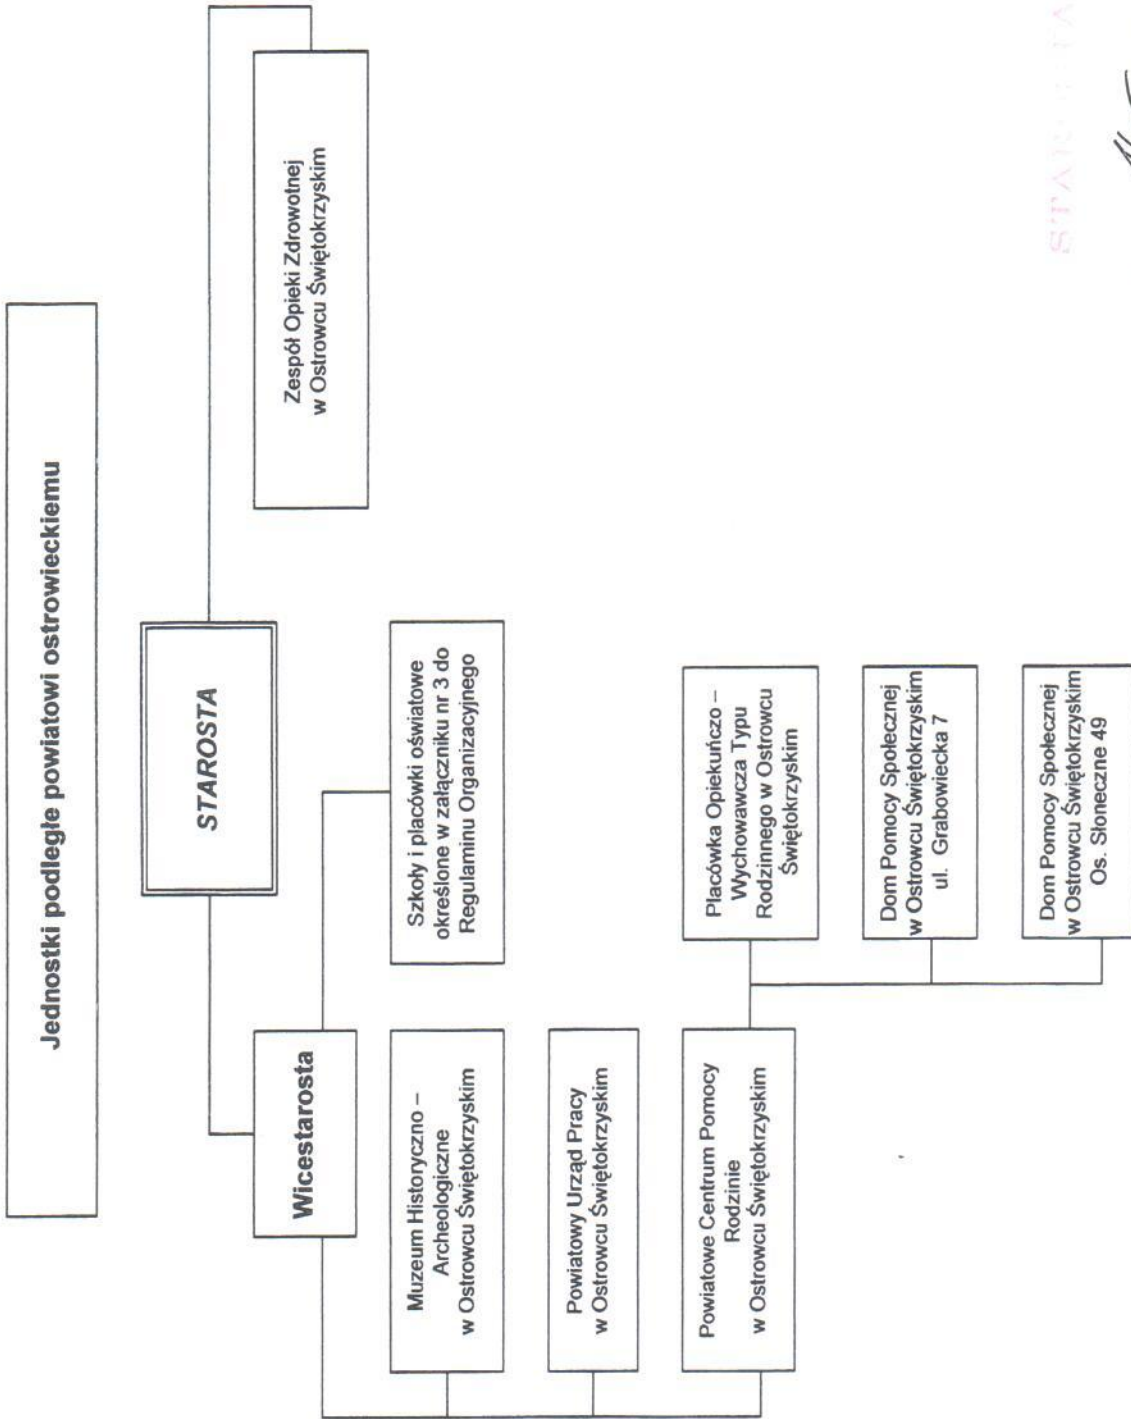 Jednostki podległe powiatowi ostrowieckiemu
STAROSTA
Wicestarosta
Zespół Opieki Zdrowotnej
w Ostrowcu Świętokrzyskim
Muzeum Historyczno –
Archeologiczne
w Ostrowcu Świętokrzyskim
Szkoły i placówki oświatowe
określone w załączniku nr 3 do
Regulaminu Organizacyjnego
Powiatowy Urząd Pracy
w Ostrowcu Świętokrzyskim
Powiatowe Centrum Pomocy
Rodzinie
w Ostrowcu Świętokrzyskim
Placówka Opiekuńczo –
Wychowawcza Typu
Rodzinnego w Ostrowcu
Świętokrzyskim
Dom Pomocy Społecznej
w Ostrowcu Świętokrzyskim
ul. Grabowiecka 7
Dom Pomocy Społecznej
w Ostrowcu Świętokrzyskim
Os. Słoneczne 49